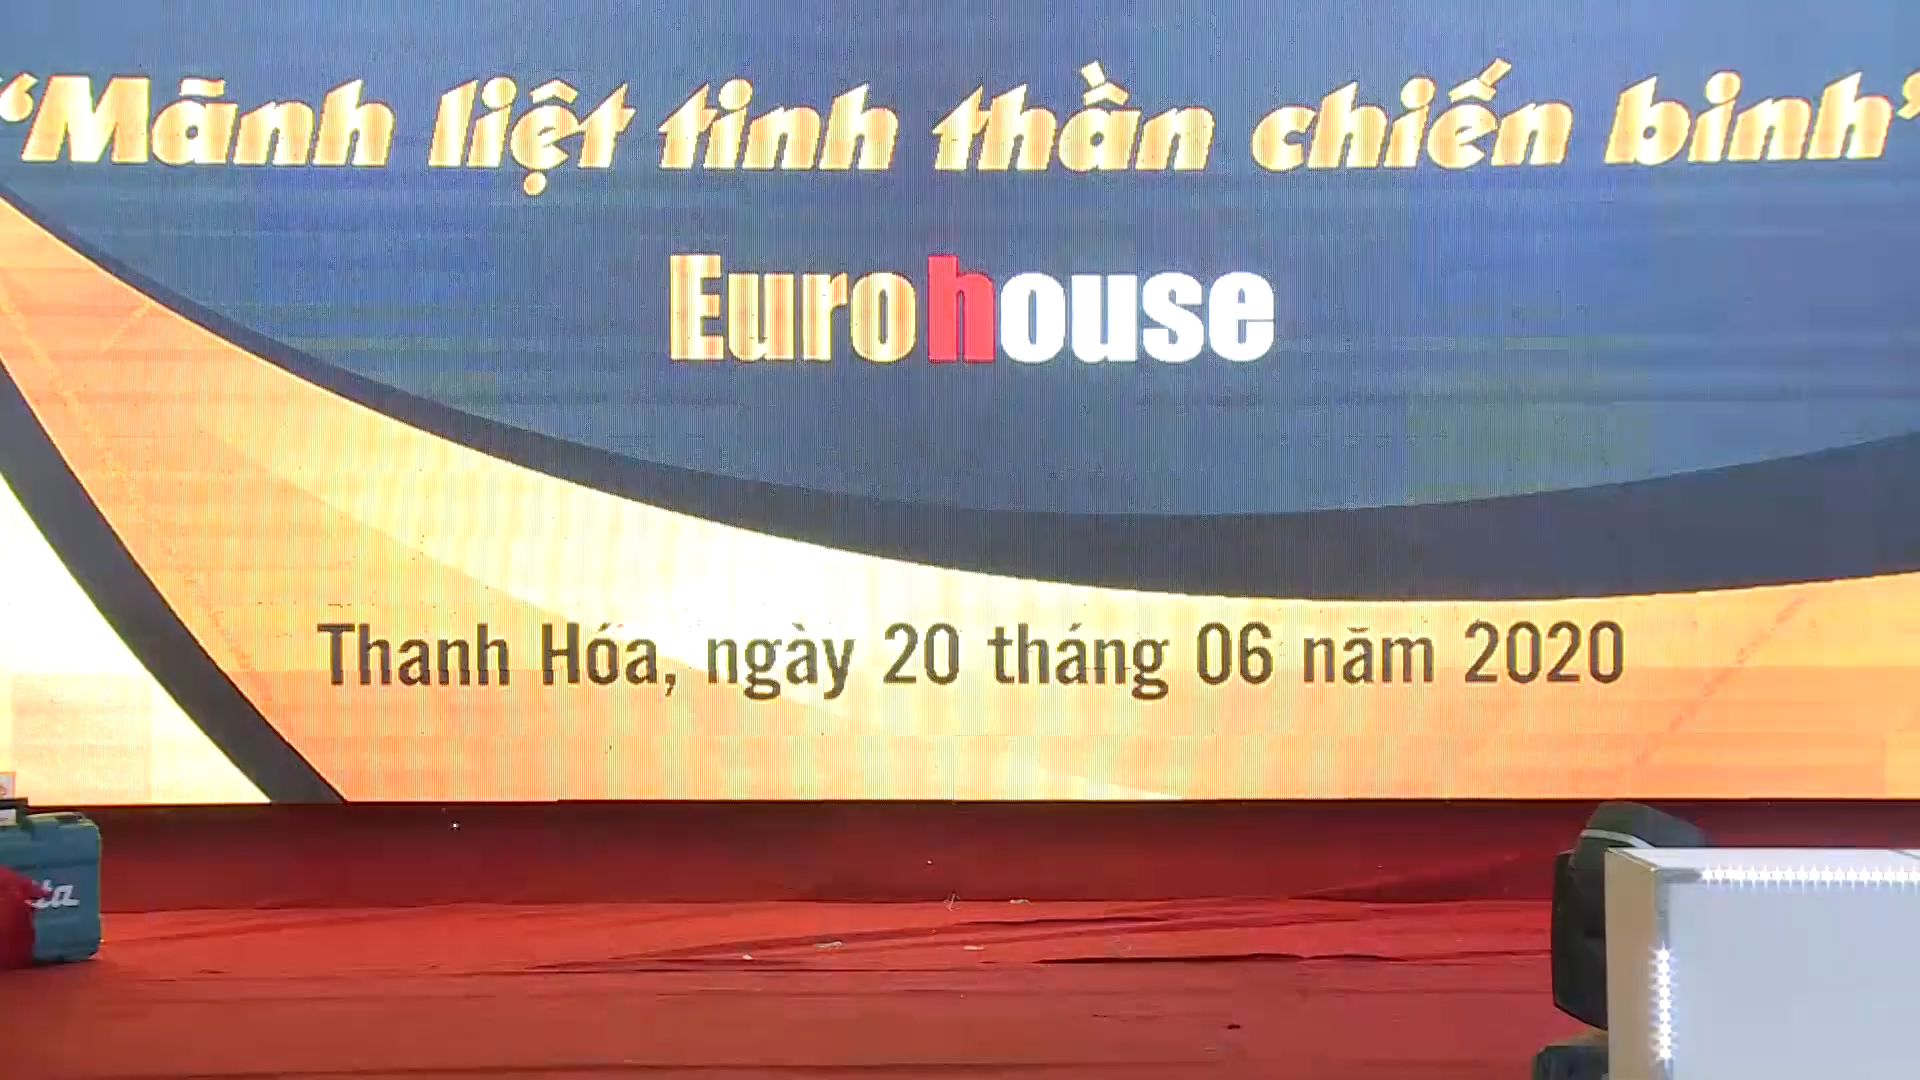 “Mãnh liệt tinh thần chiến binh”
Eurohouse
Thanh Hóa, ngày 20 tháng 06 năm 2020